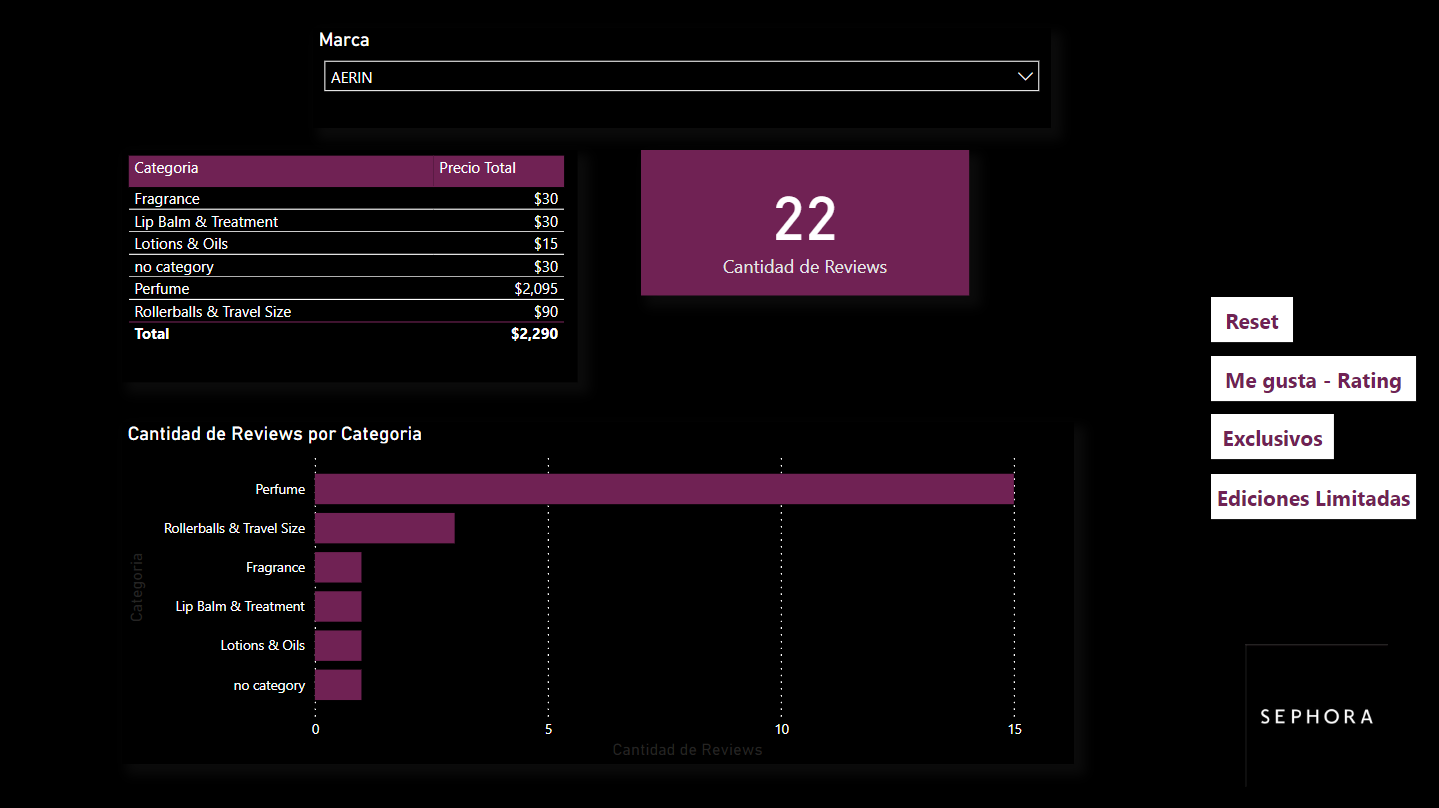 Marca
AERIN
Categoria Precio Total
Fragrance $30
Lip Balm & Treatment $30
Lotions & Oils $15
no category $30
Perfume $2,095
Rollerballs & Travel Size $90
Total $2,290
22
Cantidad de Reviews
Reset
Me gusta - Rating
Exclusivos
Ediciones Limitadas
Cantidad de Reviews por Categoria
Categoria
Perfume
Rollerballs & Travel Size
Fragrance
Lip Balm & Treatment
Lotions & Oils
no category
0 5 10 15
Cantidad de Reviews
SEPHORA